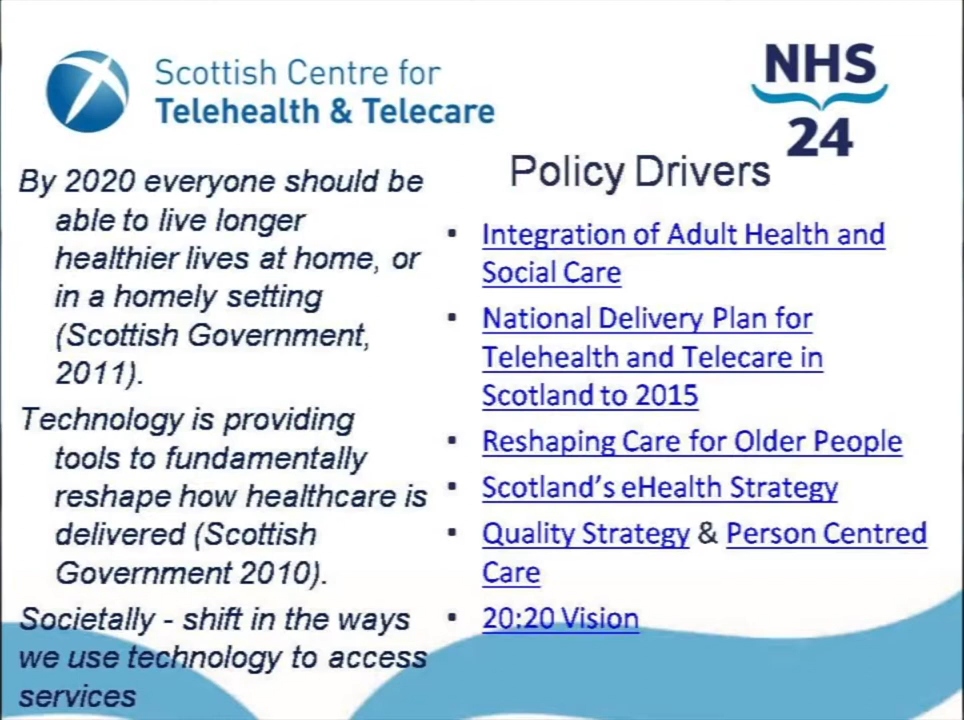 Scottish Centre for
Telehealth & Telecare
NHS
24
Policy Drivers
By 2020 everyone should be
able to live longer
healthier lives at home, or
in a homely setting
(Scottish Government,
2011).
Technology is providing
tools to fundamentally
reshape how healthcare is
delivered (Scottish
Government 2010).
Societally - shift in the ways
we use technology to access
services
▪ Integration of Adult Health and
Social Care
▪ National Delivery Plan for
Telehealth and Telecare in
Scotland to 2015
▪ Reshaping Care for Older People
▪ Scotland’s eHealth Strategy
▪ Quality Strategy & Person Centred
Care
▪ 20:20 Vision